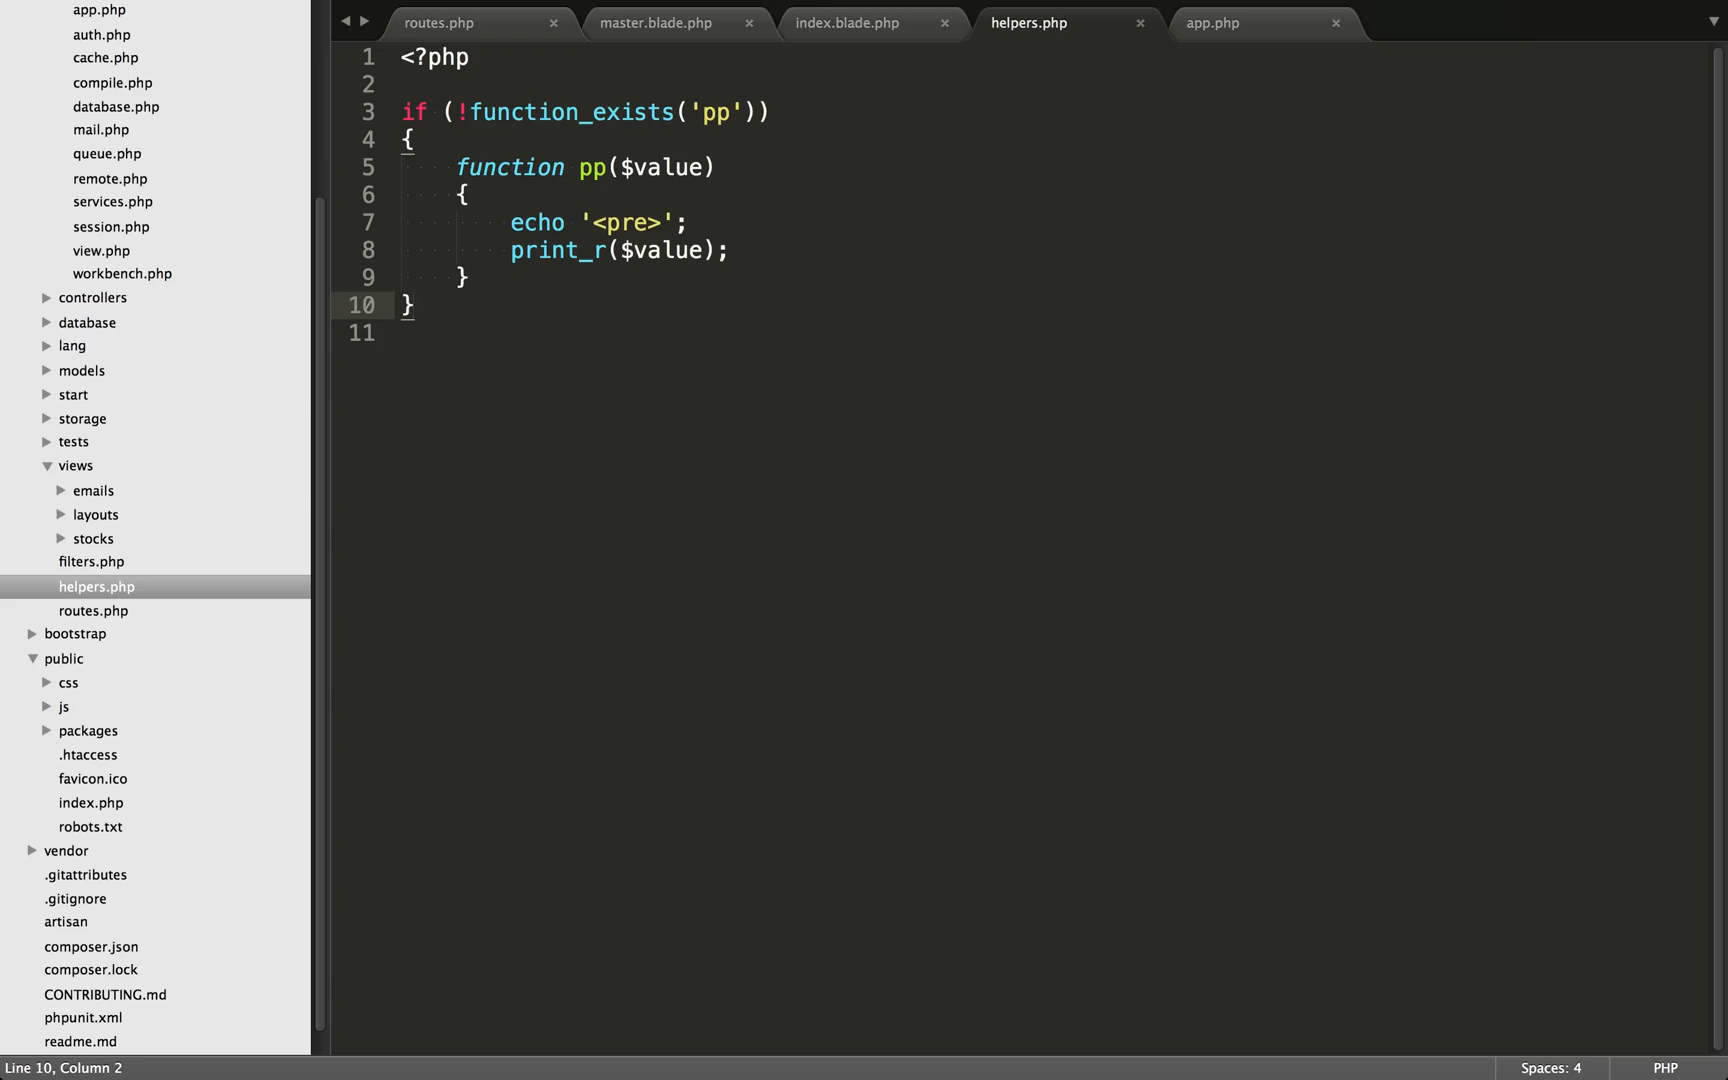 app.php
auth.php
cache.php
compile.php
database.php
mail.php
queue.php
remote.php
services.php
session.php
view.php
workbench.php
controllers
database
lang
models
start
storage
tests
views
emails
layouts
stocks
filters.php
helpers.php
routes.php
bootstrap
public
css
js
packages
.htaccess
favicon.ico
index.php
robots.txt
vendor
.gitattributes
.gitignore
artisan
composer.json
composer.lock
CONTRIBUTING.md
phpunit.xml
readme.md
routes.php × master.blade.php × index.blade.php × helpers.php × app.php ×
1 <?php
2
3 if (!function_exists('pp'))
4 {
5 function pp($value)
6 {
7 echo '<pre>';
8 print_r($value);
9 }
10 }
11
Line 10, Column 2 Spaces: 4 PHP